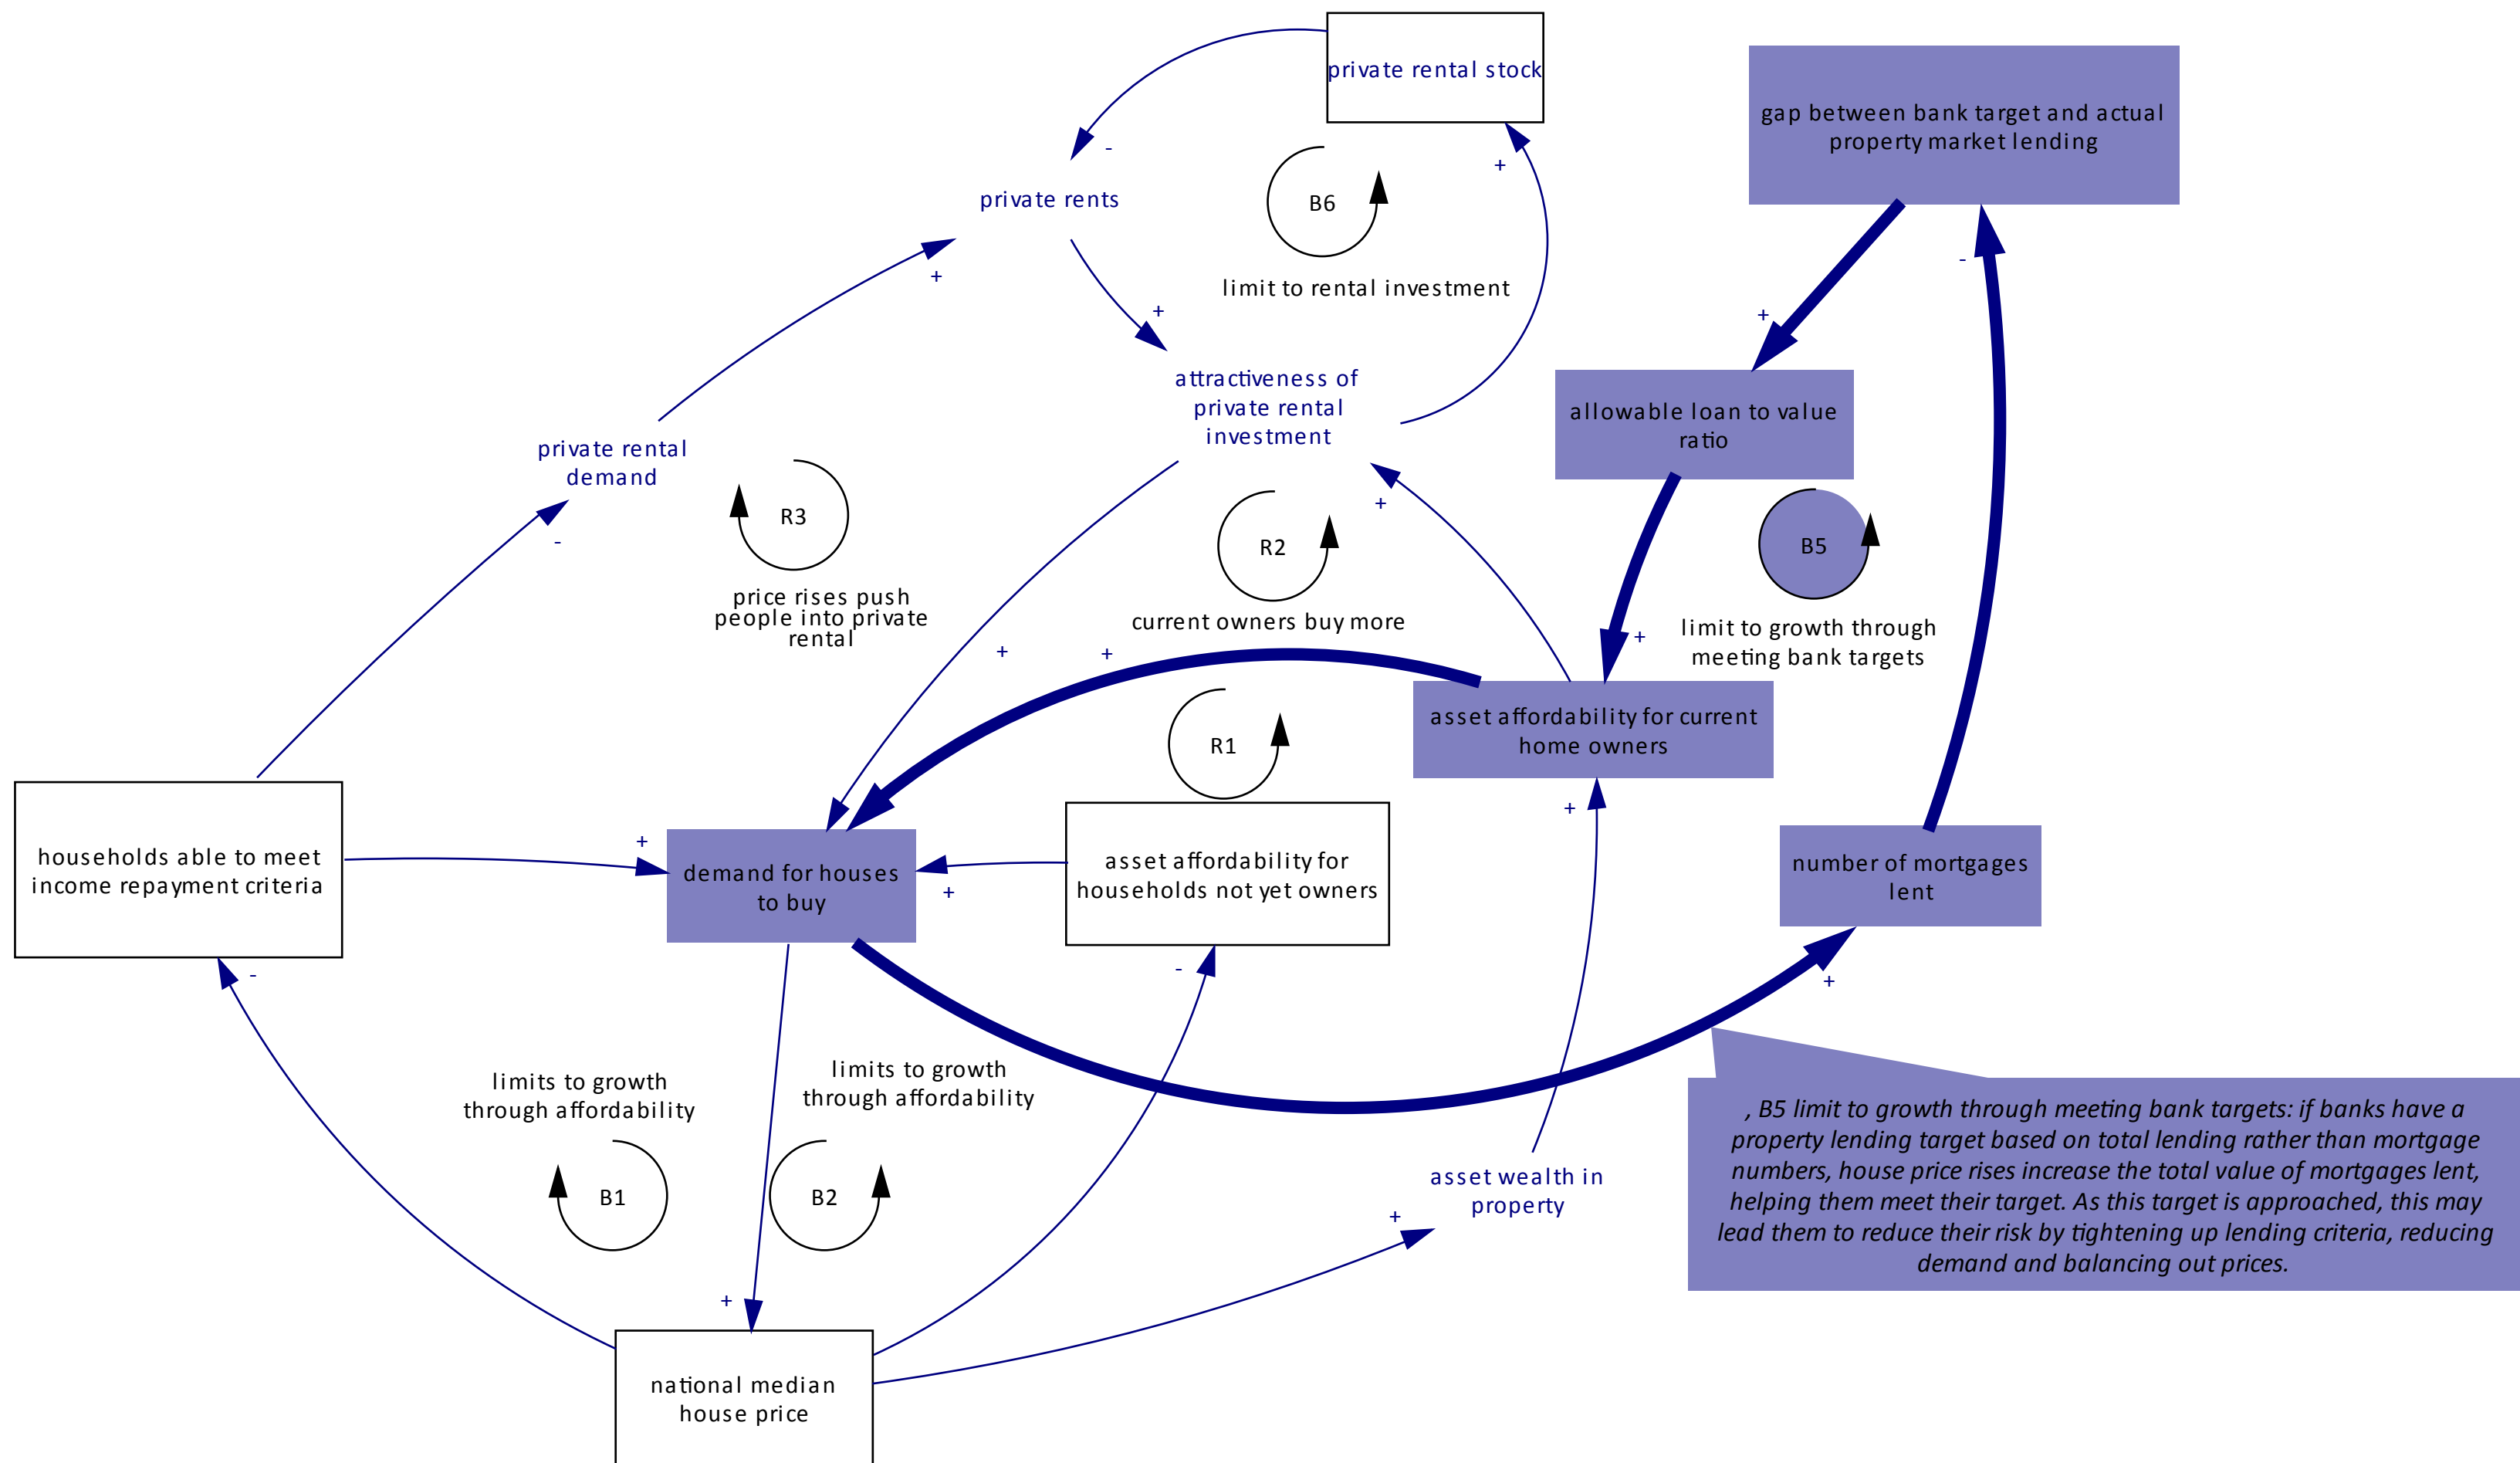 private rental stock
gap between bank target and actual
property market lending
-
private rents
+
B6
-
+
limit to rental investment
+
+
attractiveness of
private rental
investment
allowable loan to value
ratio
private rental
demand
+
-
R3
R2
B5
price rises push
people into private
rental
current owners buy more
+
+
+
limit to growth through
meeting bank targets
asset affordability for current
home owners
R1
+
households able to meet
income repayment criteria
+
demand for houses
to buy
+
asset affordability for
households not yet owners
number of mortgages
lent
-
-
+
limits to growth
through affordability
limits to growth
through affordability
B1
B2
asset wealth in
property
+
+
national median
house price
, B5 limit to growth through meeting bank targets: if banks have a
property lending target based on total lending rather than mortgage
numbers, house price rises increase the total value of mortgages lent,
helping them meet their target. As this target is approached, this may
lead them to reduce their risk by tightening up lending criteria, reducing
demand and balancing out prices.